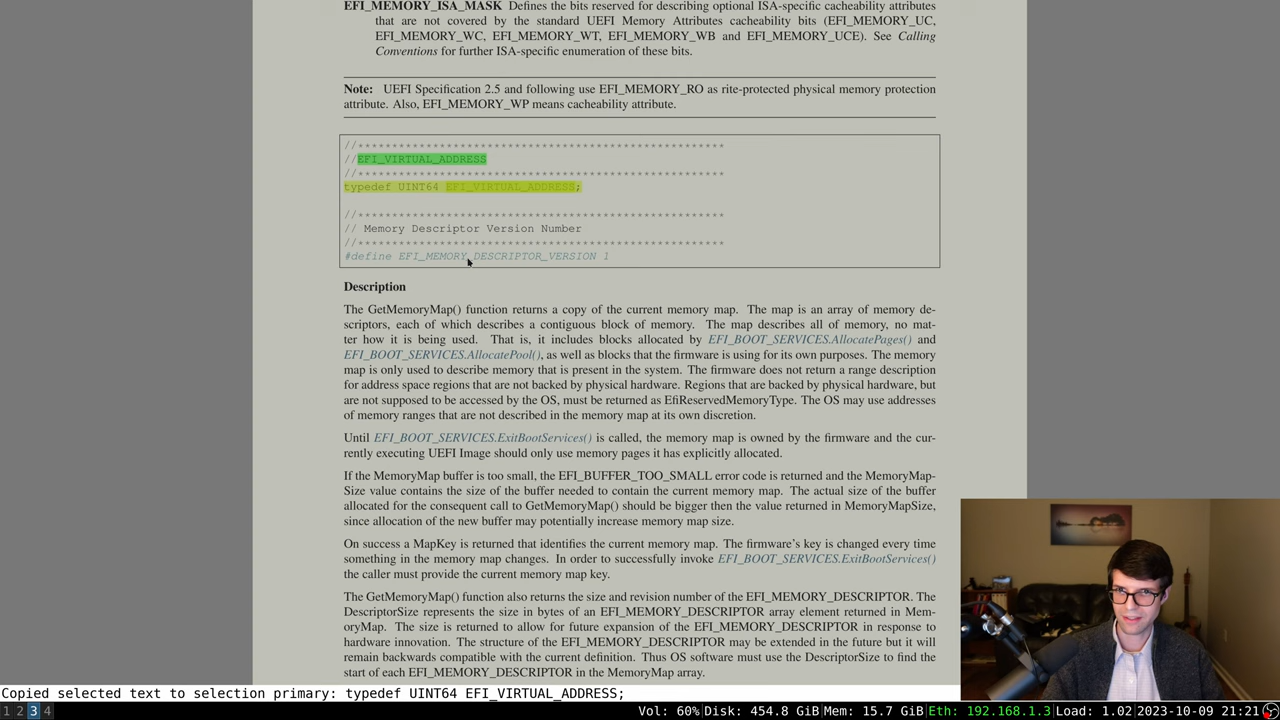 EFI_MEMORY_ISA_MASK Defines the bits reserved for describing optional ISA-specific cacheability attributes
that are not covered by the standard UEFI Memory Attributes cacheability bits (EFI_MEMORY_UC,
EFI_MEMORY_WC, EFI_MEMORY_WT, EFI_MEMORY_WB and EFI_MEMORY_UCE). See Calling
Conventions for further ISA-specific enumeration of these bits.
Note: UEFI Specification 2.5 and following use EFI_MEMORY_RO as rite-protected physical memory protection
attribute. Also, EFI_MEMORY_WP means cacheability attribute.
//*******************************************************
//EFI_VIRTUAL_ADDRESS
//*******************************************************
typedef UINT64 EFI_VIRTUAL_ADDRESS;
//*******************************************************
// Memory Descriptor Version Number
//*******************************************************
#define EFI_MEMORY_DESCRIPTOR_VERSION 1
Description
The GetMemoryMap() function returns a copy of the current memory map. The map is an array of memory de-
scriptors, each of which describes a contiguous block of memory. The map describes all of memory, no mat-
ter how it is being used. That is, it includes blocks allocated by EFI_BOOT_SERVICES.AllocatePages() and
EFI_BOOT_SERVICES.AllocatePool(), as well as blocks that the firmware is using for its own purposes. The memory
map is only used to describe memory that is present in the system. The firmware does not return a range description
for address space regions that are not backed by physical hardware. Regions that are backed by physical hardware, but
are not supposed to be accessed by the OS, must be returned as EfiReservedMemoryType. The OS may use addresses
of memory ranges that are not described in the memory map at its own discretion.
Until EFI_BOOT_SERVICES.ExitBootServices() is called, the memory map is owned by the firmware and the cur-
rently executing UEFI Image should only use memory pages it has explicitly allocated.
If the MemoryMap buffer is too small, the EFI_BUFFER_TOO_SMALL error code is returned and the MemoryMap-
Size value contains the size of the buffer needed to contain the current memory map. The actual size of the buffer
allocated for the consequent call to GetMemoryMap() should be bigger then the value returned in MemoryMapSize,
since allocation of the new buffer may potentially increase memory map size.
On success a MapKey is returned that identifies the current memory map. The firmware's key is changed every time
something in the memory map changes. In order to successfully invoke EFI_BOOT_SERVICES.ExitBootServices()
the caller must provide the current memory map key.
The GetMemoryMap() function also returns the size and revision number of the EFI_MEMORY_DESCRIPTOR. The
DescriptorSize represents the size in bytes of an EFI_MEMORY_DESCRIPTOR array element returned in Mem-
oryMap. The size is returned to allow for future expansion of the EFI_MEMORY_DESCRIPTOR in response to
hardware innovation. The structure of the EFI_MEMORY_DESCRIPTOR may be extended in the future but it will
remain backwards compatible with the current definition. Thus OS software must use the DescriptorSize to find the
start of each EFI_MEMORY_DESCRIPTOR in the MemoryMap array.
Copied selected text to selection primary: typedef UINT64 EFI_VIRTUAL_ADDRESS;
1 2 3 4 Vol: 60% Disk: 454.8 GiB Mem: 15.7 GiB Eth: 192.168.1.3 Load: 1.02 2023-10-09 21:21